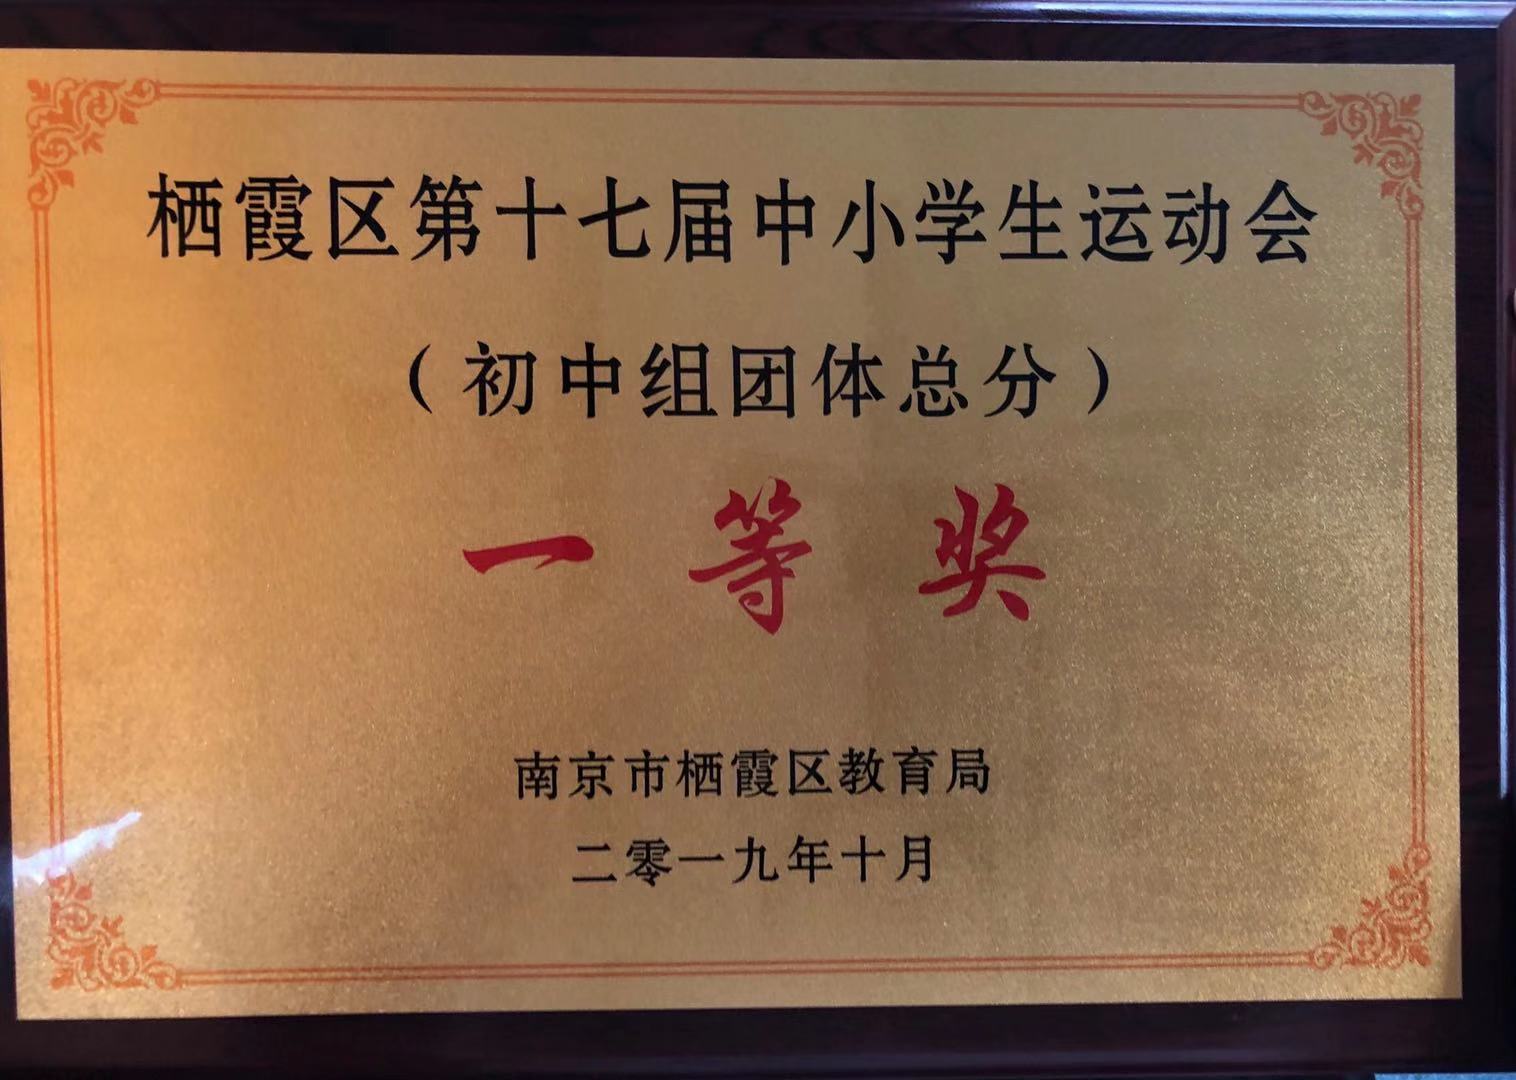 栖霞区第十七届中小学生运动会
（初中组团体总分）
一等奖
南京市栖霞区教育局
二零一九年十月